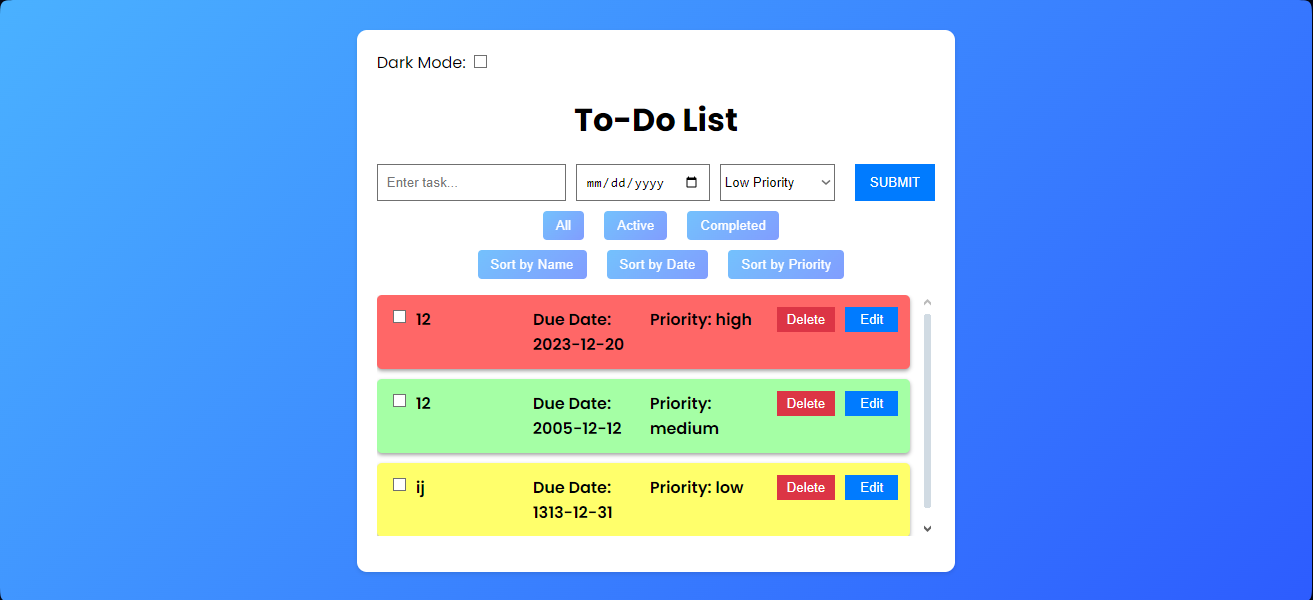 Dark Mode:
To-Do List
Enter task... mm/dd/yyyy Low Priority SUBMIT
All Active Completed
Sort by Name Sort by Date Sort by Priority
12 Due Date: Priority: high Delete Edit
2023-12-20
12 Due Date: Priority: Delete Edit
2005-12-12 medium
ij Due Date: Priority: low Delete Edit
1313-12-31